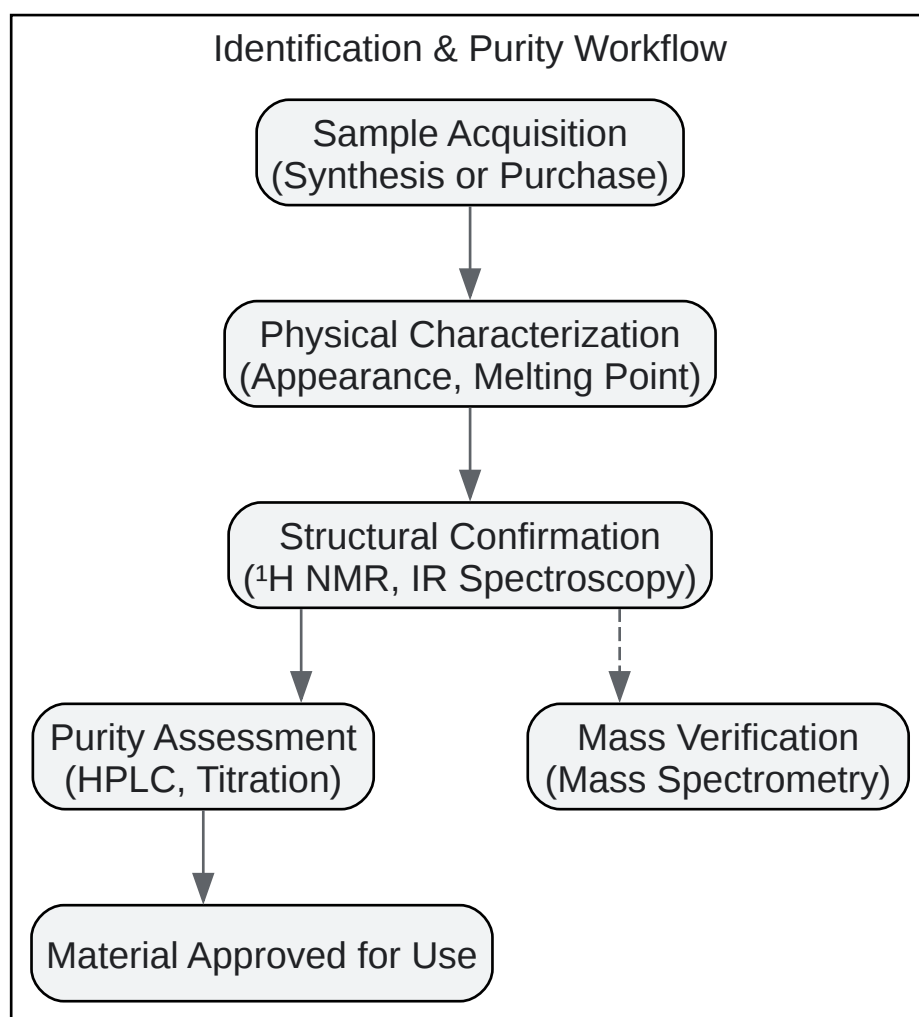 Identification & Purity Workflow
Sample Acquisition
(Synthesis or Purchase)
Physical Characterization
(Appearance, Melting Point)
Structural Confirmation
(¹H NMR, IR Spectroscopy)
Purity Assessment
(HPLC, Titration)
Mass Verification
(Mass Spectrometry)
Material Approved for Use